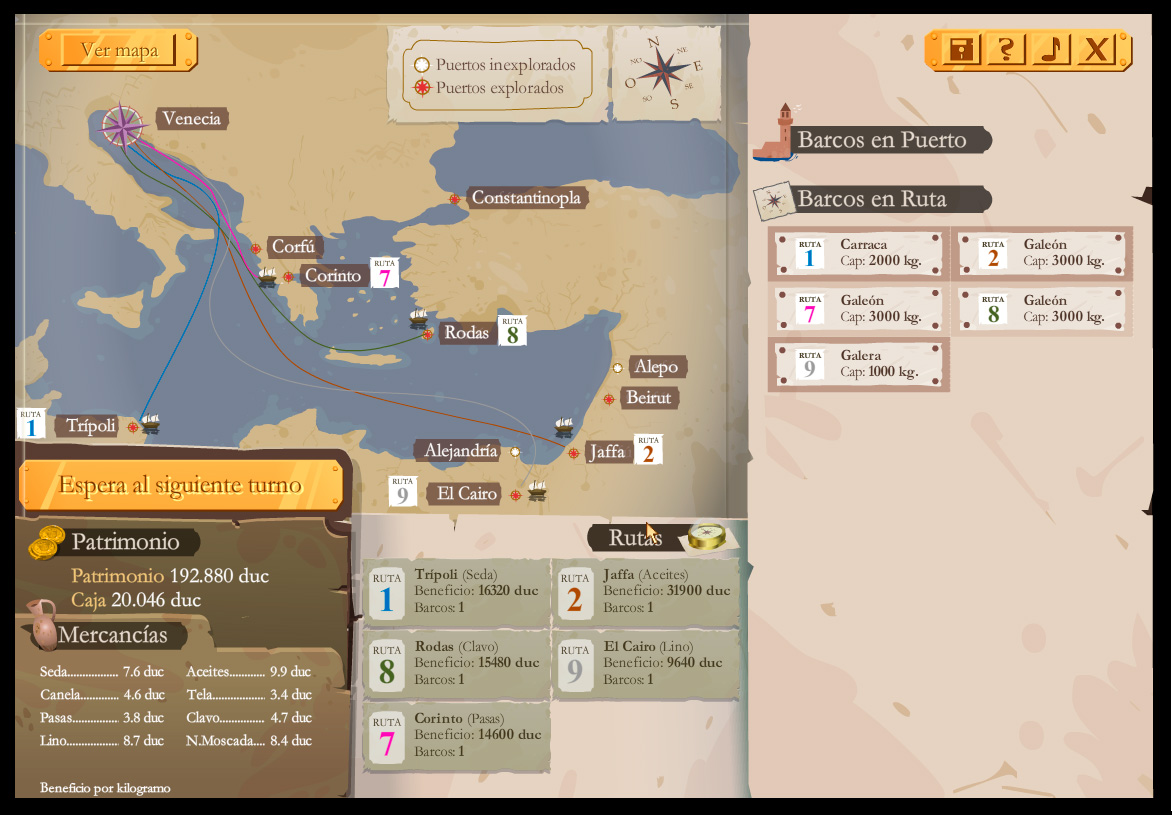 Ver mapa
Puertos inexplorados
Puertos explorados
N
NE
E
SE
S
SO
O
NO
Venecia
Constantinopla
Corfú
Corinto
RUTA
7
Rodas
RUTA
8
Alepo
Beirut
RUTA
1
Trípoli
Alejandría
Jaffa
RUTA
2
RUTA
9
El Cairo
Espera al siguiente turno
Patrimonio
Patrimonio 192.880 duc
Caja 20.046 duc
Mercancías
Seda................. 7.6 duc
Aceites........... 9.9 duc
Canela.............. 4.6 duc
Tela.................. 3.4 duc
Pasas................. 3.8 duc
Clavo............... 4.7 duc
Lino.................. 8.7 duc
N.Moscada.... 8.4 duc
Beneficio por kilogramo
Rutas
RUTA
1
Trípoli (Seda)
Beneficio: 16320 duc
Barcos: 1
RUTA
2
Jaffa (Aceites)
Beneficio: 31900 duc
Barcos: 1
RUTA
8
Rodas (Clavo)
Beneficio: 15480 duc
Barcos: 1
RUTA
9
El Cairo (Lino)
Beneficio: 9640 duc
Barcos: 1
RUTA
7
Corinto (Pasas)
Beneficio: 14600 duc
Barcos: 1
? X
Barcos en Puerto
Barcos en Ruta
RUTA
1
Carraca
Cap: 2000 kg.
RUTA
2
Galeón
Cap: 3000 kg.
RUTA
7
Galeón
Cap: 3000 kg.
RUTA
8
Galeón
Cap: 3000 kg.
RUTA
9
Galera
Cap: 1000 kg.